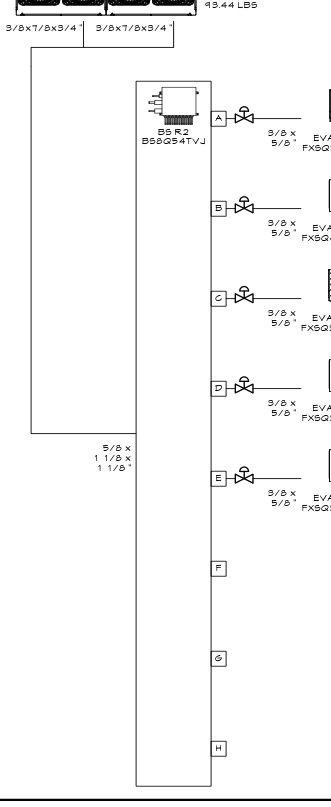 93.44 LBS
3/8x7/8x3/4" 3/8x7/8x3/4"
BS R2
BS8Q54TVJ
A
3/8 x
5/8"
EVA
FXSQ
B
3/8 x
5/8"
EVA
FXSQ
C
3/8 x
5/8"
EVA
FXSQ
D
3/8 x
5/8"
EVA
FXSQ
5/8 x
1 1/8 x
1 1/8"
E
3/8 x
5/8"
EVA
FXSQ
F
G
H